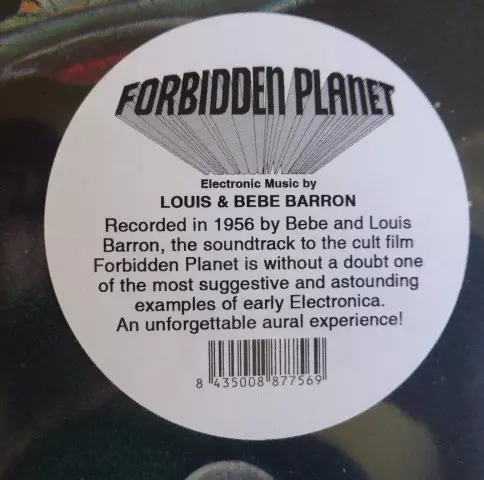 FORBIDDEN PLANET
Electronic Music by
LOUIS & BEBE BARRON
Recorded in 1956 by Bebe and Louis
Barron, the soundtrack to the cult film
Forbidden Planet is without a doubt one
of the most suggestive and astounding
examples of early Electronica.
An unforgettable aural experience!
8 435008 877569